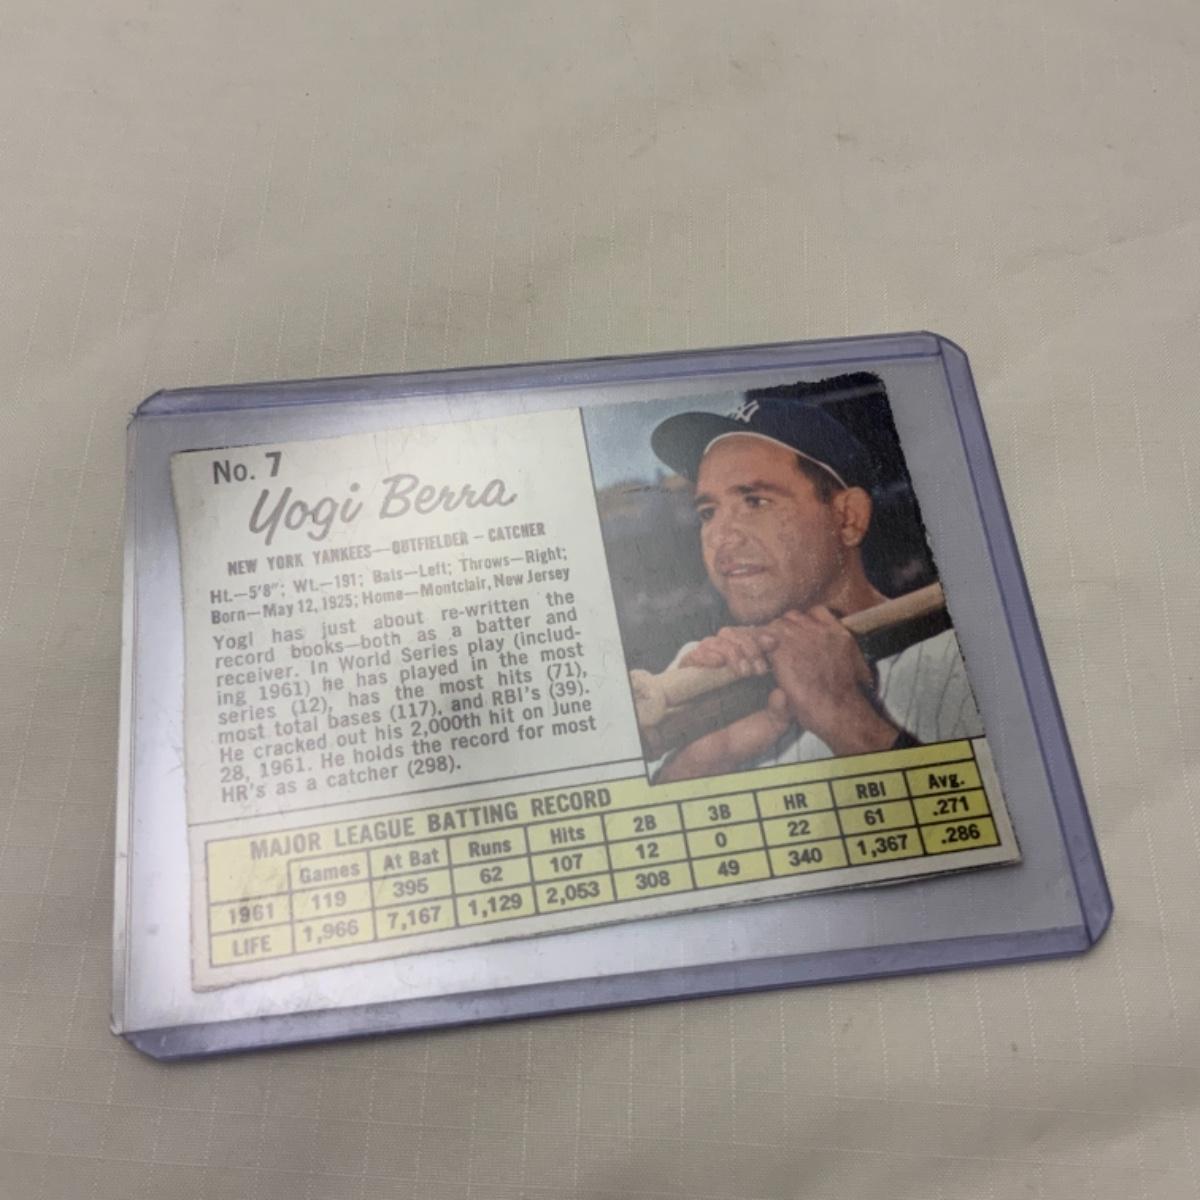 No. 7
Yogi Berra
NEW YORK YANKEES—OUTFIELDER – CATCHER
Ht.—5'8"; Wt.—191; Bats—Left; Throws—Right;
Born—May 12, 1925; Home—Montclair, New Jersey
Yogi has just about re-written the
record books—both as a batter and
receiver. In World Series play (includ-
ing 1961) he has played in the most
series (12), has the most hits (71),
most total bases (117), and RBI's (39).
He cracked out his 2,000th hit on June
28, 1961. He holds the record for most
HR's as a catcher (298).
NY
MAJOR LEAGUE BATTING RECORD
Games At Bat Runs Hits 2B 3B HR RBI Avg.
1961 119 395 62 107 12 0 22 61 .271
LIFE 1,966 7,167 1,129 2,053 308 49 340 1,367 .286